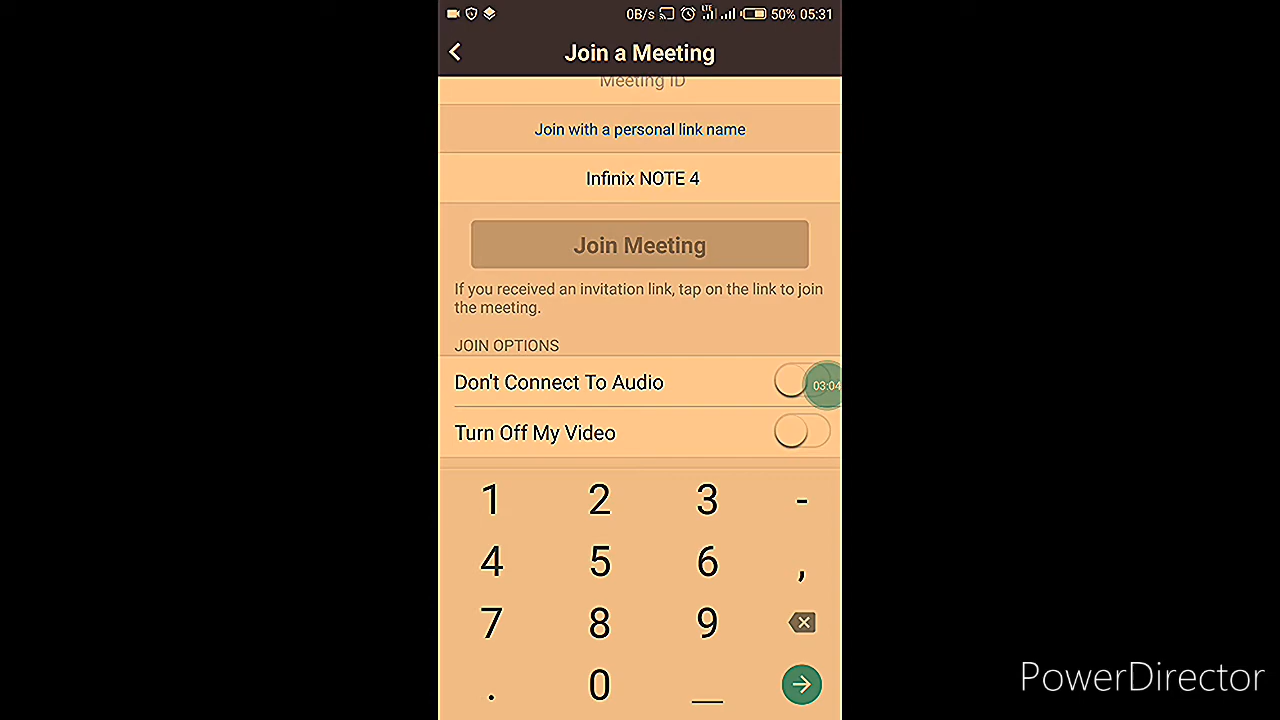 0B/s LTE 50% 05:31
Join a Meeting
Meeting ID
Join with a personal link name
Infinix NOTE 4
Join Meeting
If you received an invitation link, tap on the link to join
the meeting.
JOIN OPTIONS
Don't Connect To Audio
03:04
Turn Off My Video
1 2 3 -
4 5 6 ,
7 8 9
. 0 _
PowerDirector